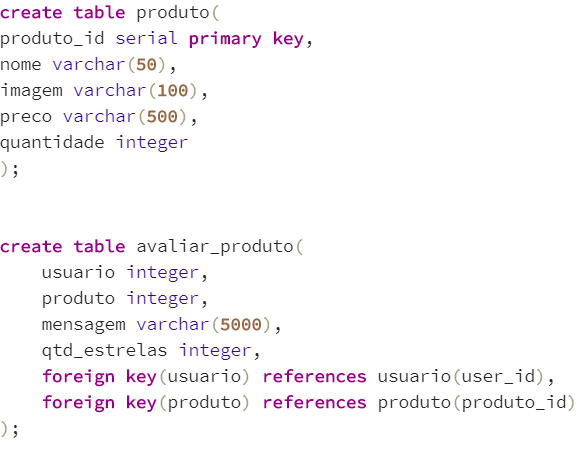 create table produto(
produto_id serial primary key,
nome varchar(50),
imagem varchar(100),
preco varchar(500),
quantidade integer
);
create table avaliar_produto(
usuario integer,
produto integer,
mensagem varchar(5000),
qtd_estrelas integer,
foreign key(usuario) references usuario(user_id),
foreign key(produto) references produto(produto_id)
);